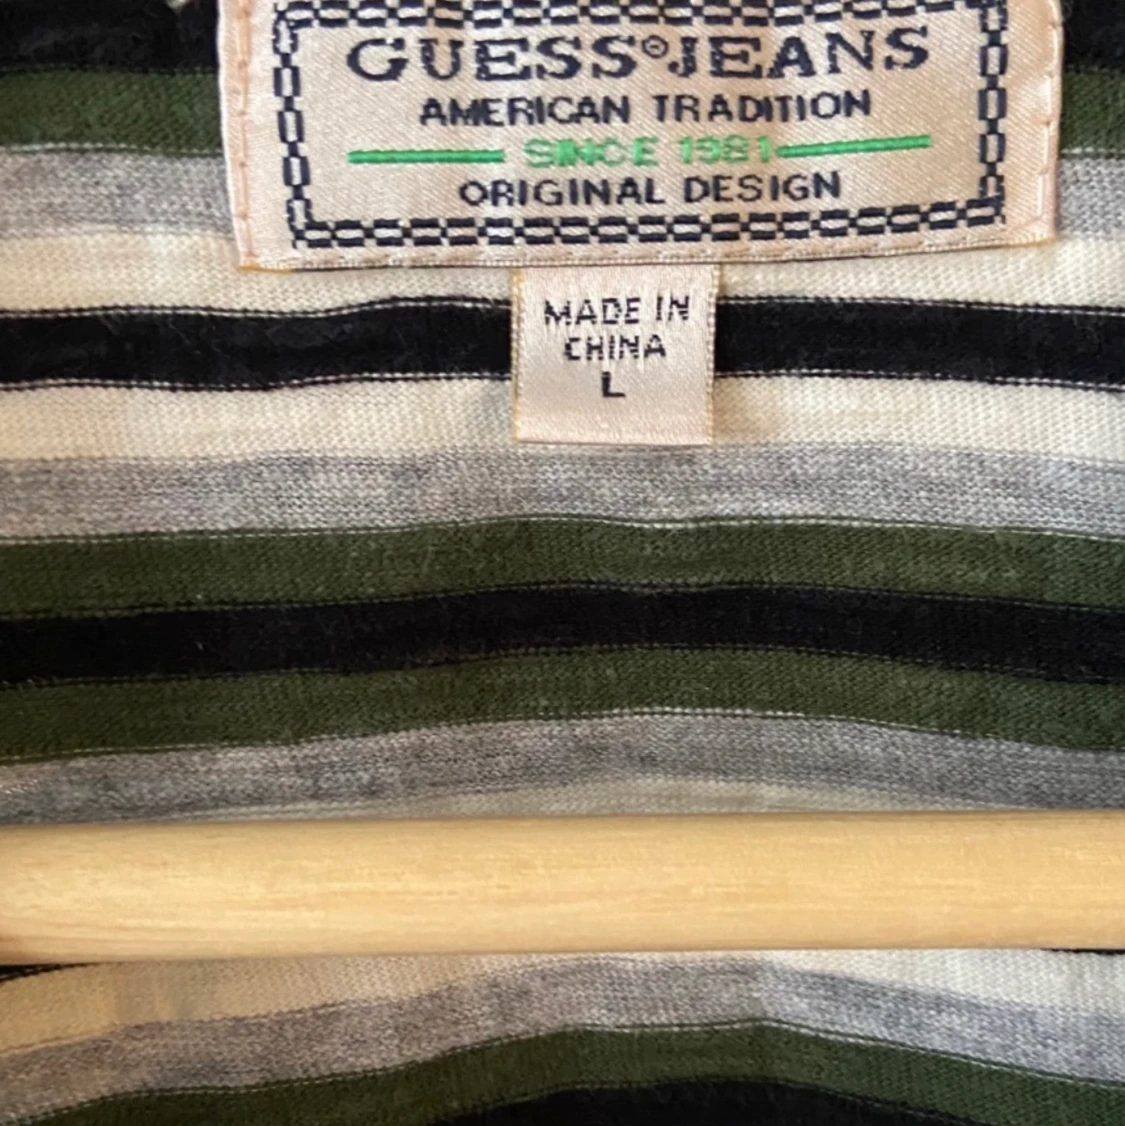 GUESS® JEANS
AMERICAN TRADITION
SINCE 1981
ORIGINAL DESIGN
MADE IN
CHINA
L